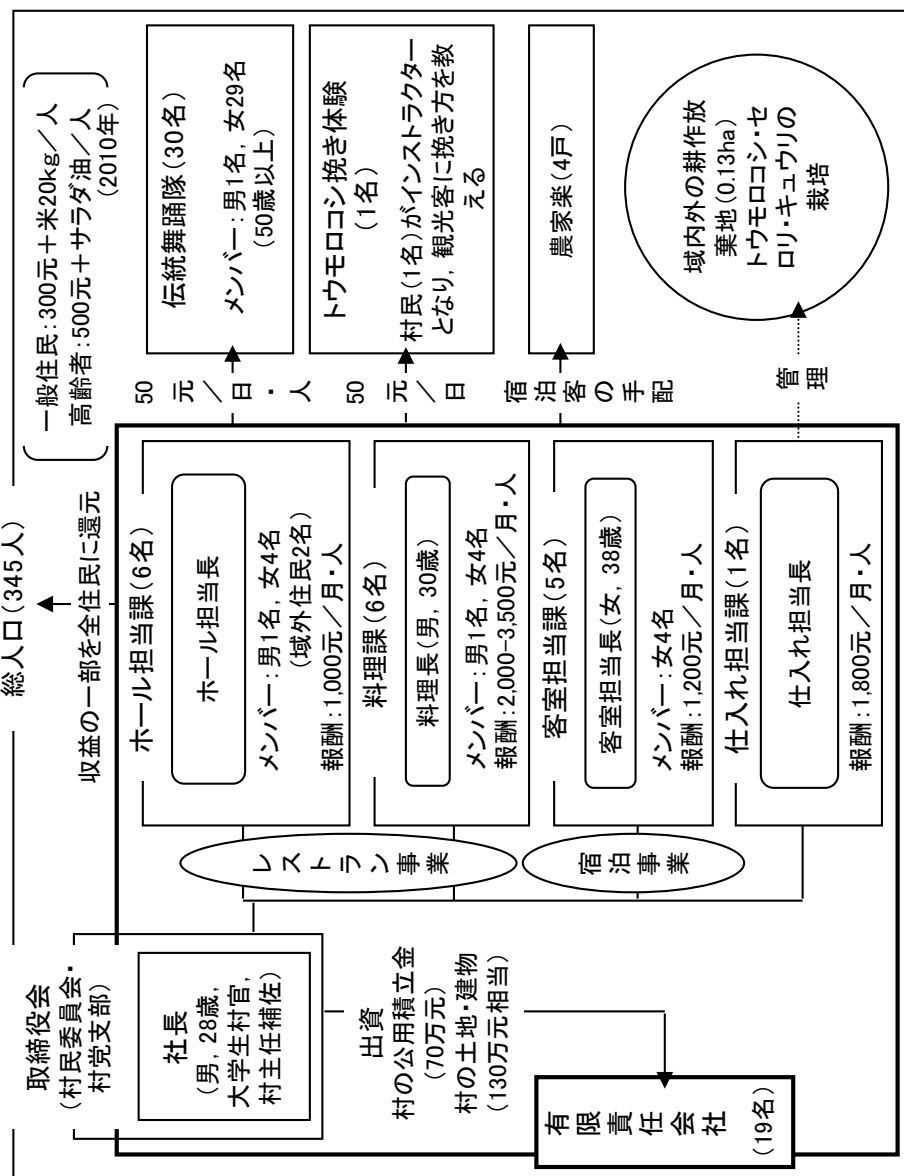 総人口(345人)
収益の一部を全住民に還元
一般住民:300元+米20kg/人
高齢者:500元+サラダ油/人
(2010年)
取締役会
(村民委員会・
村党支部)
社長
(男, 28歳,
大学生村官,
村主任補佐)
出資
村の公用積立金
(70万元)
村の土地・建物
(130万元相当)
有限責任会社
(19名)
レストラン事業
宿泊事業
ホール担当課(6名)
ホール担当長
メンバー:男1名, 女4名
(域外住民2名)
報酬:1,000元/月・人
料理課(6名)
料理長(男, 30歳)
メンバー:男1名, 女4名
報酬:2,000-3,500元/月・人
客室担当課(5名)
客室担当長(女, 38歳)
メンバー:女4名
報酬:1,200元/月・人
仕入れ担当課(1名)
仕入れ担当長
報酬:1,800元/月・人
50元/日・人
50元/日
宿泊客の手配
管理
伝統舞踊隊(30名)
メンバー:男1名, 女29名
(50歳以上)
トウモロコシ挽き体験
(1名)
村民(1名)がインストラクター
となり, 観光客に挽き方を教
える
農家楽(4戸)
域内外の耕作放
棄地(0.13ha)
トウモロコシ・セ
ロリ・キュウリの
栽培